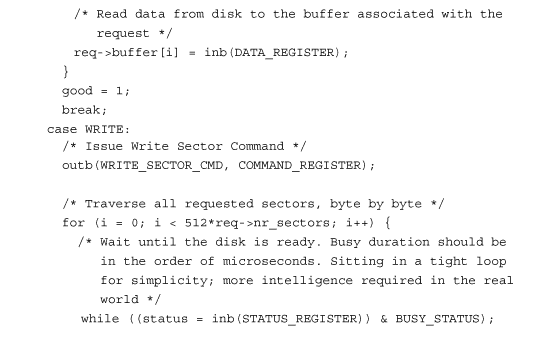 /* Read data from disk to the buffer associated with the
request */
req->buffer[i] = inb(DATA_REGISTER);
}
good = 1;
break;
case WRITE:
/* Issue Write Sector Command */
outb(WRITE_SECTOR_CMD, COMMAND_REGISTER);
/* Traverse all requested sectors, byte by byte */
for (i = 0; i < 512*req->nr_sectors; i++) {
/* Wait until the disk is ready. Busy duration should be
in the order of microseconds. Sitting in a tight loop
for simplicity; more intelligence required in the real
world */
while ((status = inb(STATUS_REGISTER)) & BUSY_STATUS);